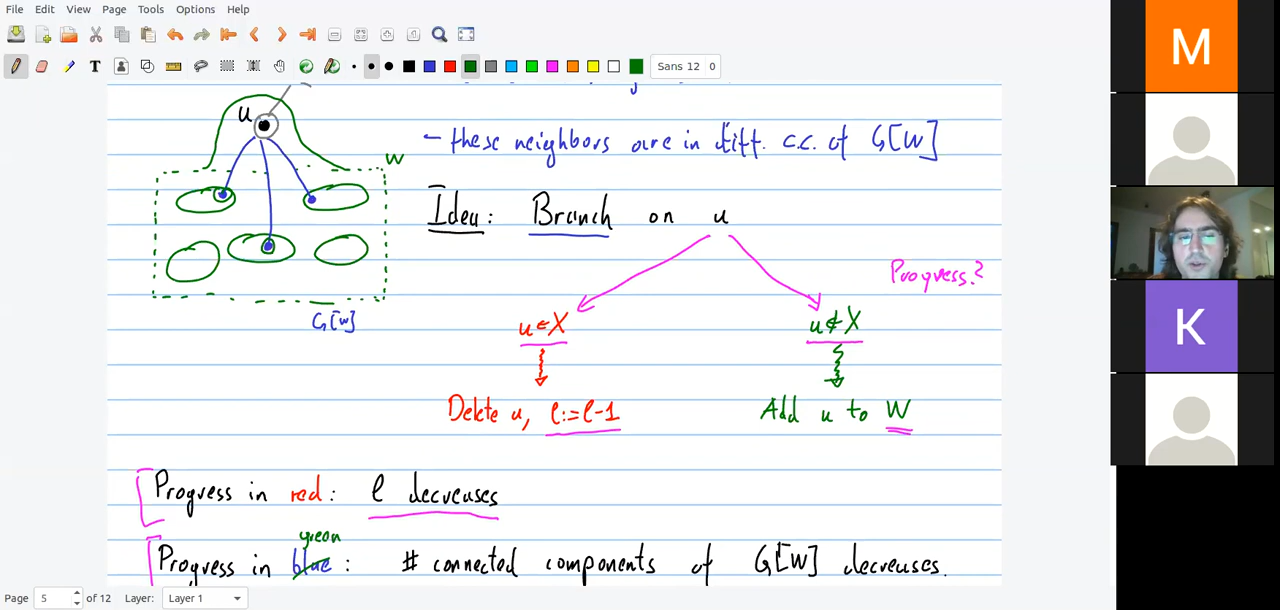 File Edit View Page Tools Options Help
Sans 12 0
u
W
G[W]
- these neighbors are in diff. c.c. of G[W]
Idea: Branch on u
Progress?
u∈X
u∉X
Delete u, ℓ:=ℓ-1
Add u to W
Progress in red: ℓ decreases
green
Progress in blue: # connected components of G[W] decreases.
Page 5 of 12 Layer: Layer 1
M
K